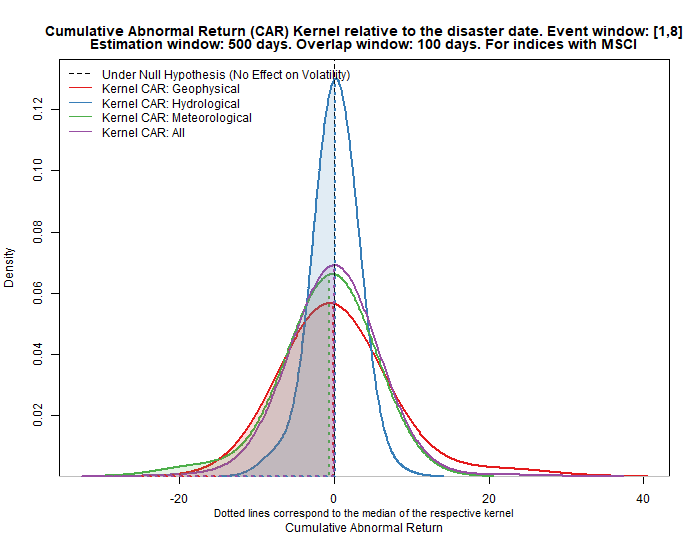 Cumulative Abnormal Return (CAR) Kernel relative to the disaster date. Event window: [1,8]
Estimation window: 500 days. Overlap window: 100 days. For indices with MSCI
Under Null Hypothesis (No Effect on Volatility)
Kernel CAR: Geophysical
Kernel CAR: Hydrological
Kernel CAR: Meteorological
Kernel CAR: All
0.12
0.10
0.08
0.06
0.04
0.02
Density
-20
0
20
40
Dotted lines correspond to the median of the respective kernel
Cumulative Abnormal Return